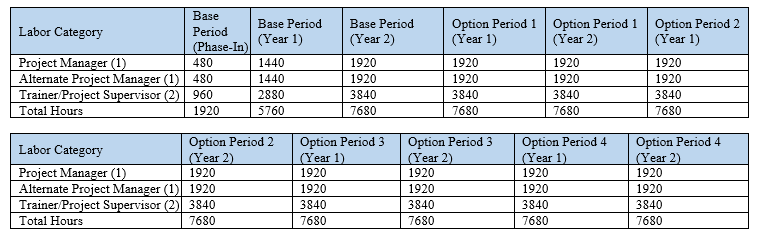 Labor Category Base Period (Phase-In) Base Period (Year 1) Base Period (Year 2) Option Period 1 (Year 1) Option Period 1 (Year 2) Option Period 2 (Year 1)
Project Manager (1) 480 1440 1920 1920 1920 1920
Alternate Project Manager (1) 480 1440 1920 1920 1920 1920
Trainer/Project Supervisor (2) 960 2880 3840 3840 3840 3840
Total Hours 1920 5760 7680 7680 7680 7680
Labor Category Option Period 2 (Year 2) Option Period 3 (Year 1) Option Period 3 (Year 2) Option Period 4 (Year 1) Option Period 4 (Year 2)
Project Manager (1) 1920 1920 1920 1920 1920
Alternate Project Manager (1) 1920 1920 1920 1920 1920
Trainer/Project Supervisor (2) 3840 3840 3840 3840 3840
Total Hours 7680 7680 7680 7680 7680